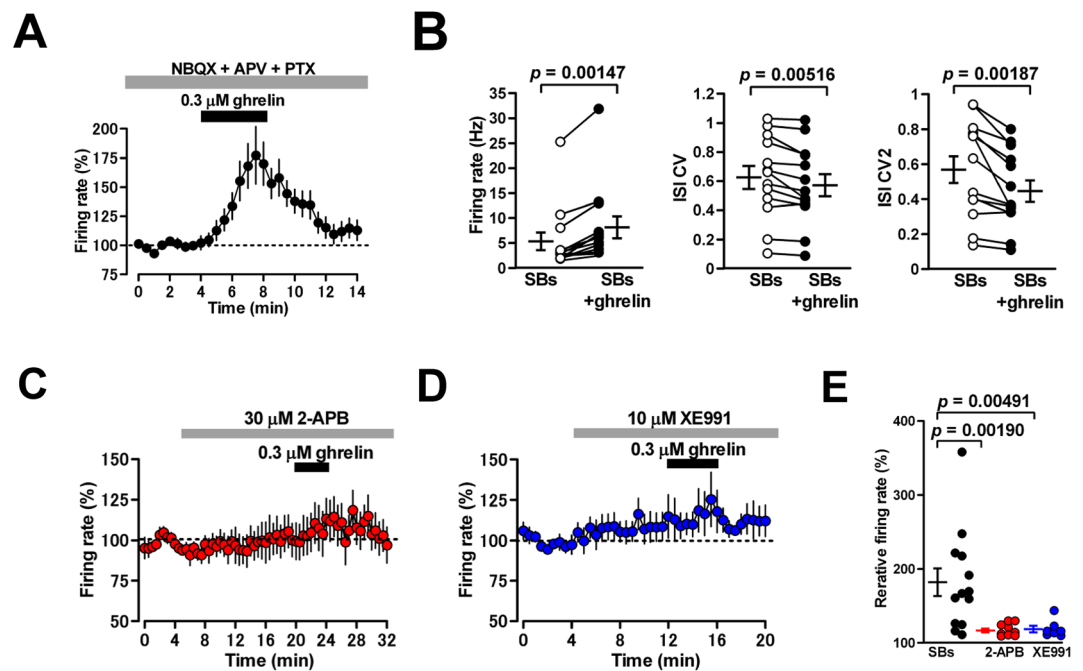 A
NBQX + APV + PTX
0.3 μM ghrelin
Firing rate (%)
200
175
150
125
100
75
0 2 4 6 8 10 12 14
Time (min)
B
p = 0.00147
Firing rate (Hz)
35
30
25
20
15
10
5
0
SBs SBs
+ghrelin
p = 0.00516
ISI CV
1.2
1
0.8
0.6
0.4
0.2
0
SBs SBs
+ghrelin
p = 0.00187
ISI CV2
1
0.8
0.6
0.4
0.2
0
SBs SBs
+ghrelin
C
30 μM 2-APB
0.3 μM ghrelin
Firing rate (%)
150
125
100
75
50
0 4 8 12 16 20 24 28 32
Time (min)
D
10 μM XE991
0.3 μM ghrelin
Firing rate (%)
150
125
100
75
50
0 4 8 12 16 20
Time (min)
E
p = 0.00491
p = 0.00190
Rerative firing rate (%)
400
300
200
100
SBs 2-APB XE991